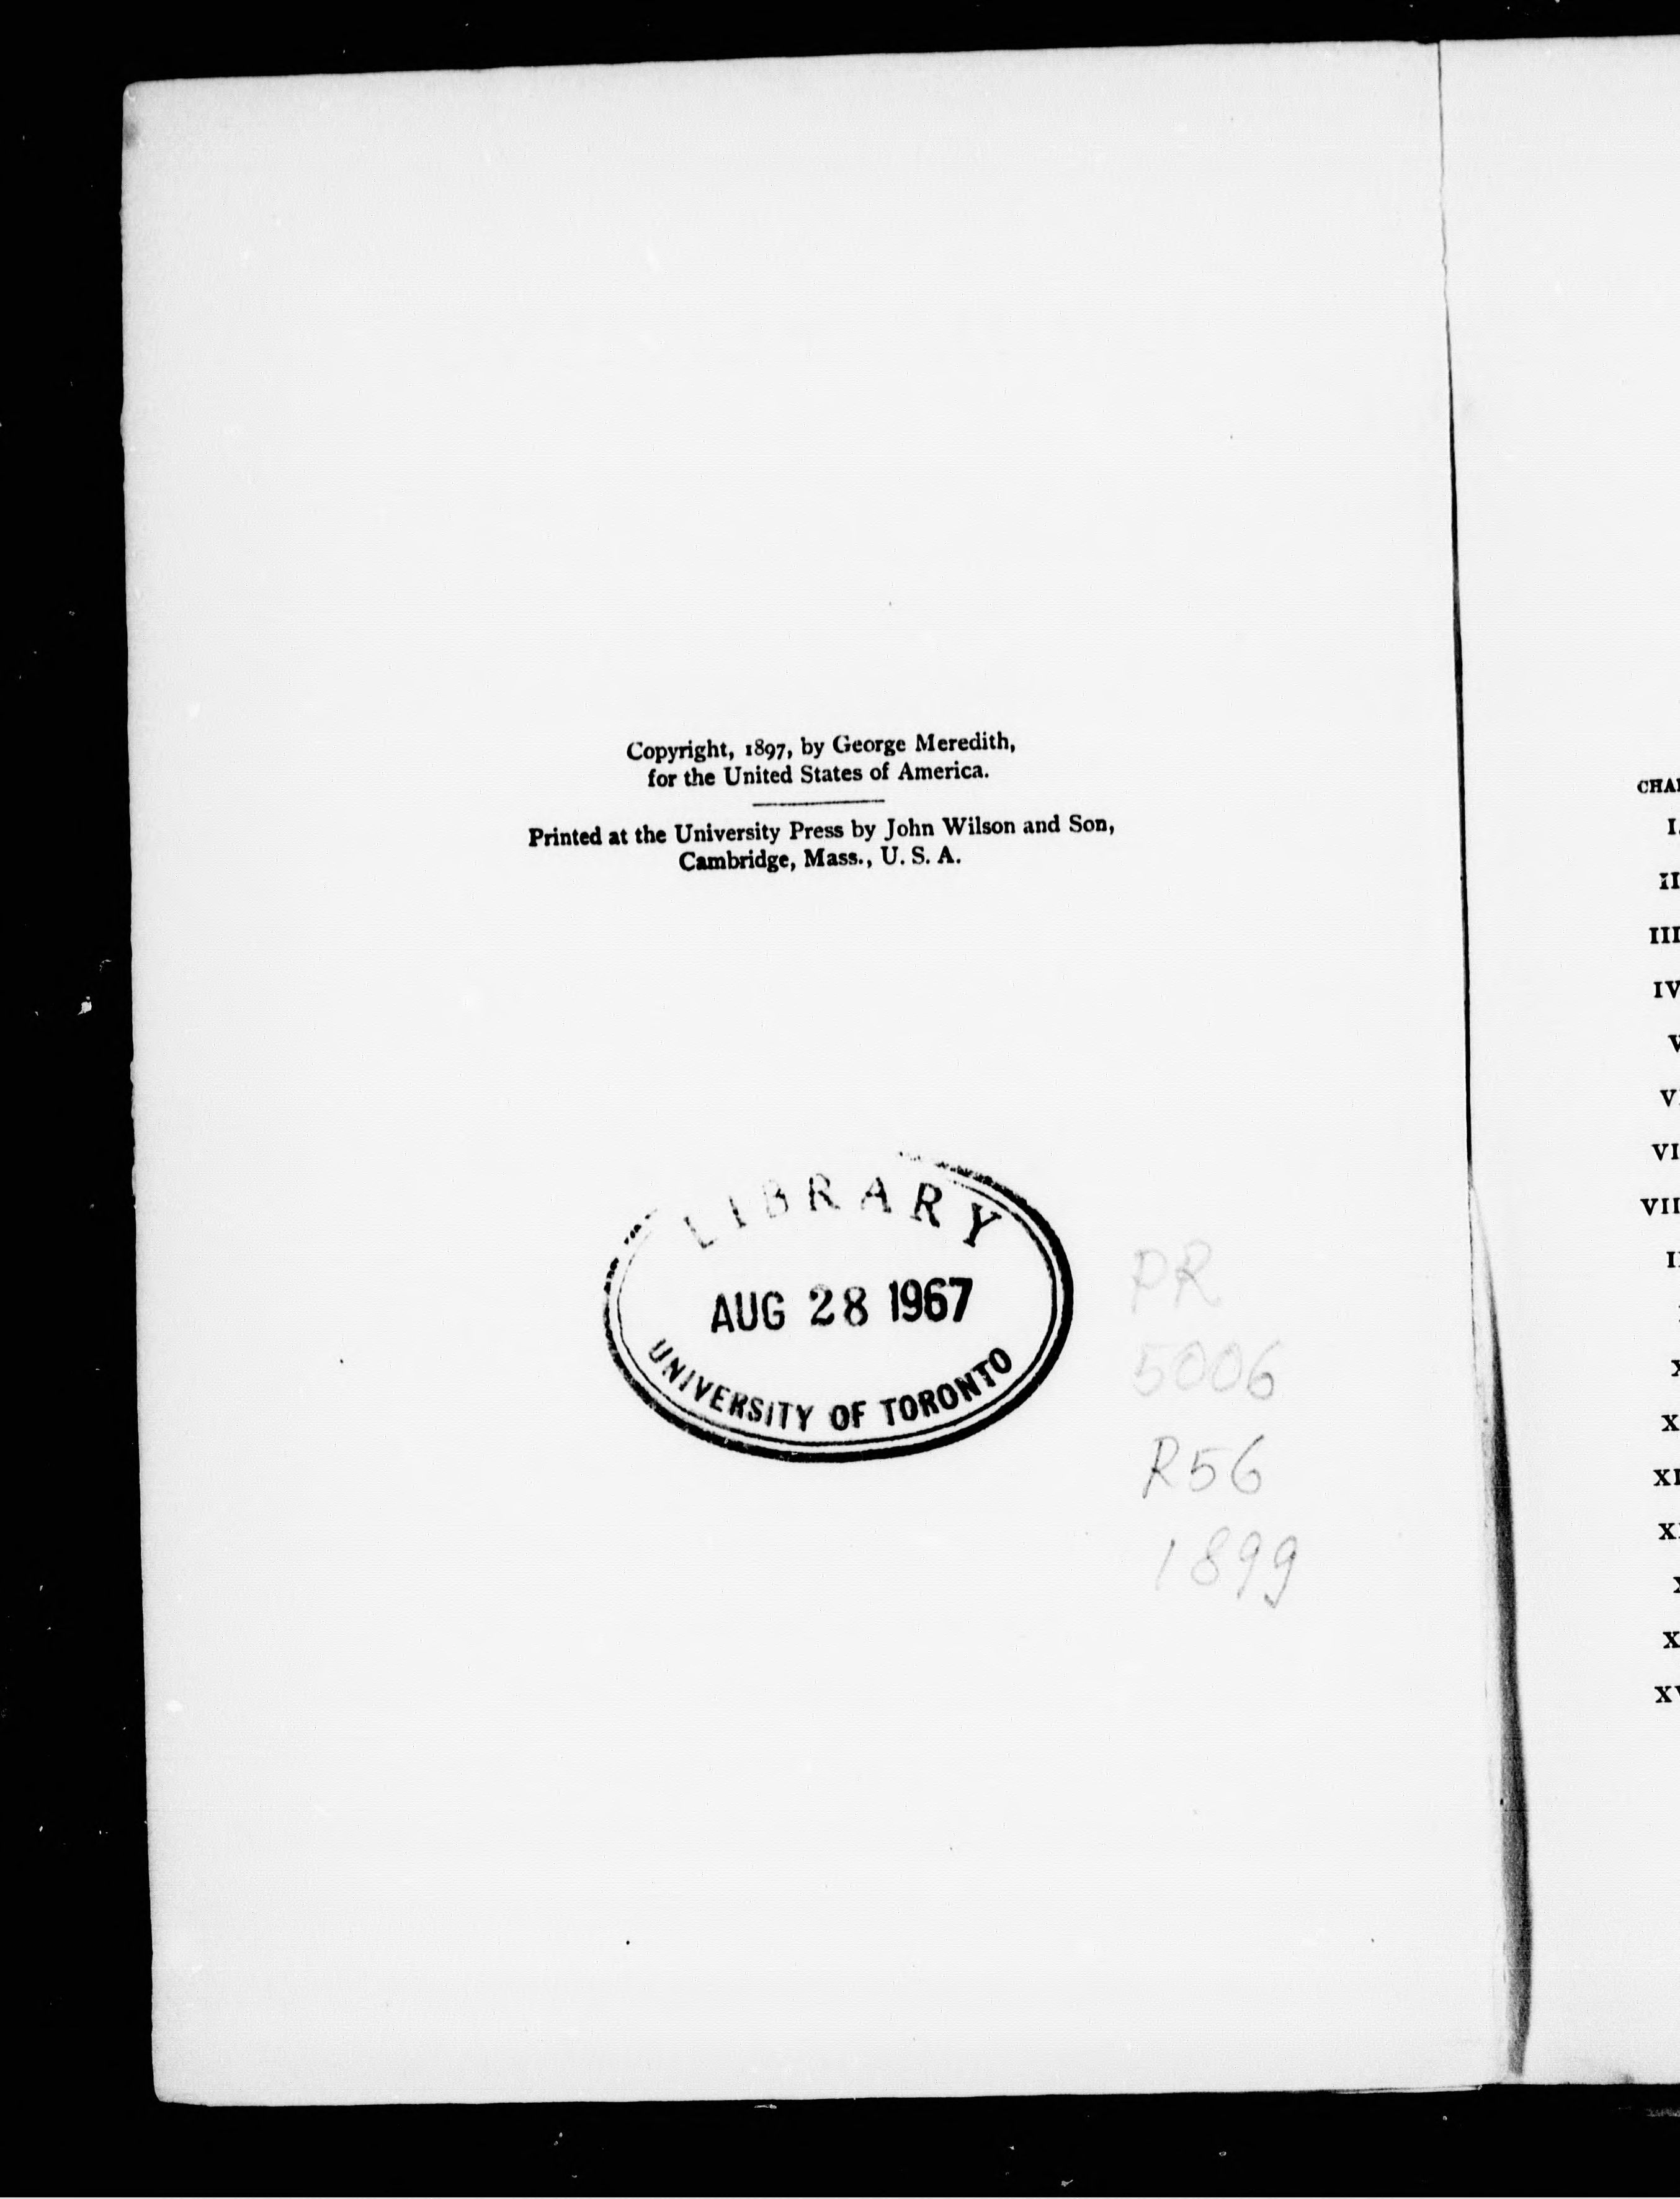 Copyright, 1897, by George Meredith,
for the United States of America.
Printed at the University Press by John Wilson and Son,
Cambridge, Mass., U. S. A.
LIBRARY
AUG 28 1967
UNIVERSITY OF TORONTO
PR
5006
R56
1899